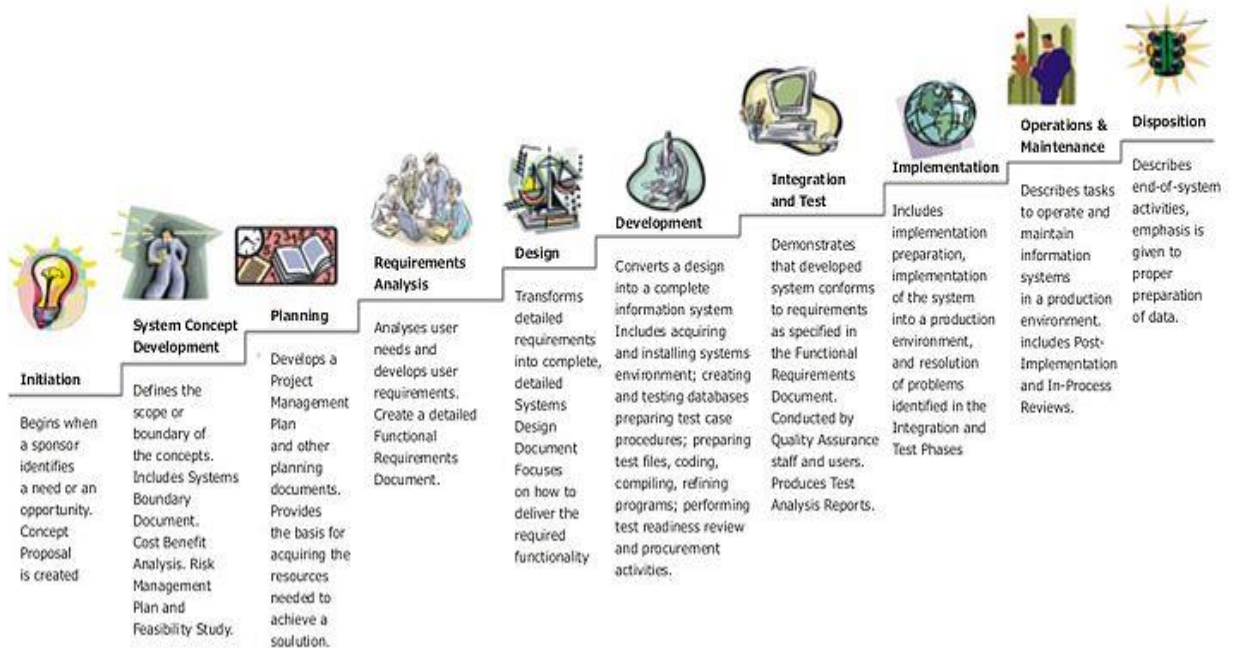 Initiation
Begins when
a sponsor
identifies
a need or an
opportunity.
Concept
Proposal
is created
System Concept
Development
Defines the
scope or
boundary of
the concepts.
Includes Systems
Boundary
Document.
Cost Benefit
Analysis. Risk
Management
Plan and
Feasibility Study.
Planning
Develops a
Project
Management
Plan
and other
planning
documents.
Provides
the basis for
acquiring the
resources
needed to
achieve a
soulution.
Requirements
Analysis
Analyses user
needs and
develops user
requirements.
Create a detailed
Functional
Requirements
Document.
Design
Transforms
detailed
requirements
into complete,
detailed
Systems
Design
Document
Focuses
on how to
deliver the
required
functionality
Development
Converts a design
into a complete
information system
Includes acquiring
and installing systems
environment; creating
and testing databases
preparing test case
procedures; preparing
test files, coding,
compiling, refining
programs; performing
test readiness review
and procurement
activities.
Integration
and Test
Demonstrates
that developed
system conforms
to requirements
as specified in
the Functional
Requirements
Document.
Conducted by
Quality Assurance
staff and users.
Produces Test
Analysis Reports.
Implementation
Includes
implementation
preparation,
implementation
of the system
into a production
environment,
and resolution
of problems
identified in the
Integration and
Test Phases
Operations &
Maintenance
Describes tasks
to operate and
maintain
information
systems
in a production
environment.
includes Post-
Implementation
and In-Process
Reviews.
Disposition
Describes
end-of-system
activities,
emphasis is
given to
proper
preparation
of data.